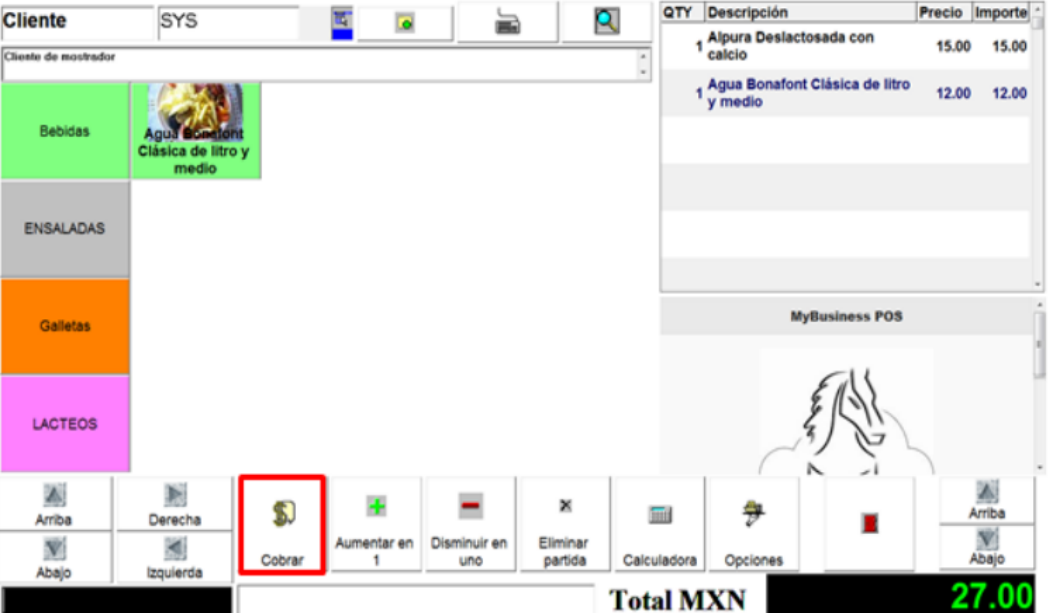 Cliente
SYS
Cliente de mostrador
QTY Descripción Precio Importe
1 Alpura Deslactosada con calcio 15.00 15.00
1 Agua Bonafont Clásica de litro y medio 12.00 12.00
Bebidas
Agua Bonafont
Clásica de litro y
medio
ENSALADAS
Galletas
LACTEOS
MyBusiness POS
Arriba
Derecha
Abajo
Izquierda
Cobrar
Aumentar en
1
Disminuir en
uno
Eliminar
partida
Calculadora
Opciones
Arriba
Abajo
Total MXN
27.00